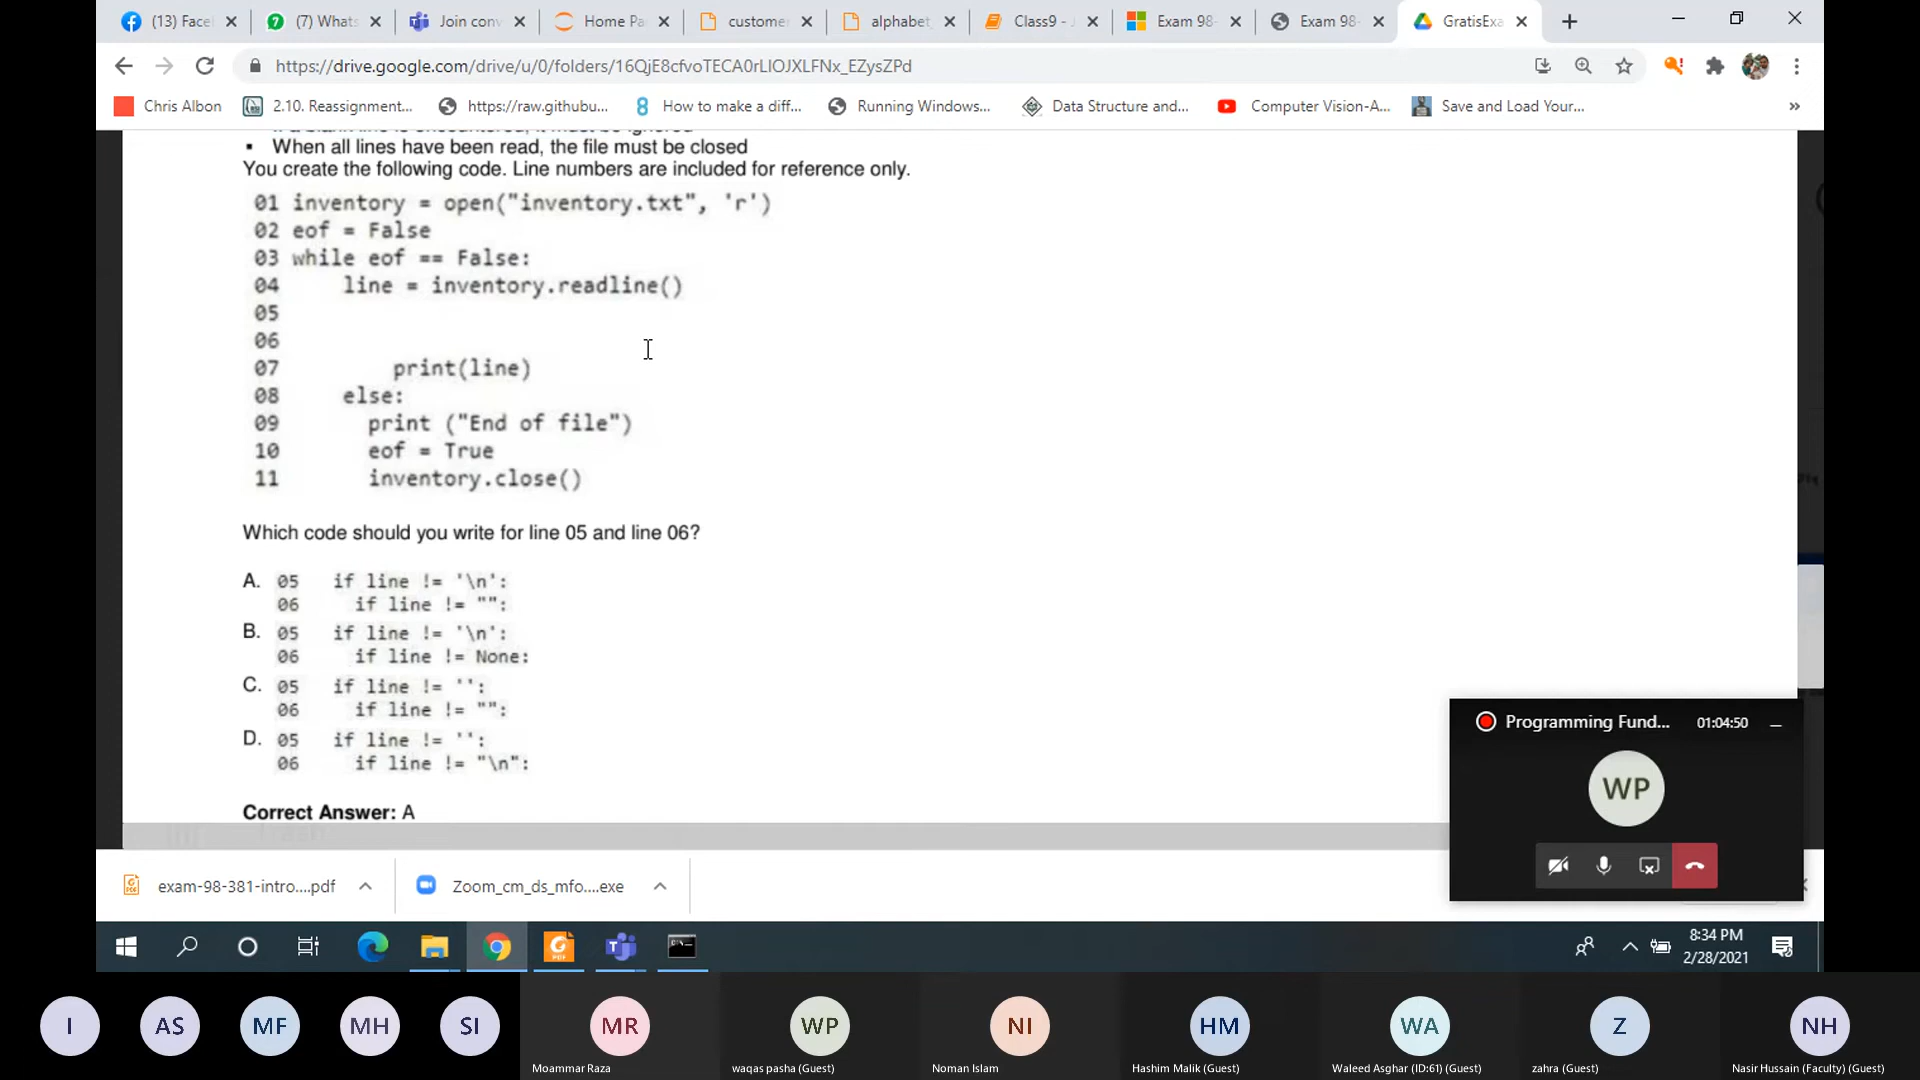 (13) Face
(7) Whats
Join conv
Home Pa
custome
alphabet
Class9 - J
Exam 98-
Exam 98-
GratisExa
https://drive.google.com/drive/u/0/folders/16QjE8cfvoTECA0rLIOJXLFNx_EZysZPd
Chris Albon
2.10. Reassignment...
https://raw.githubu...
How to make a diff...
Running Windows...
Data Structure and...
Computer Vision-A...
Save and Load Your...
»
If a blank line is encountered, it must be ignored
▪ When all lines have been read, the file must be closed
You create the following code. Line numbers are included for reference only.
01 inventory = open("inventory.txt", 'r')
02 eof = False
03 while eof == False:
04     line = inventory.readline()
05
06
07         print(line)
08     else:
09       print ("End of file")
10       eof = True
11       inventory.close()
Which code should you write for line 05 and line 06?
A. 05 if line != '\n':
06 if line != "":
B. 05 if line != '\n':
06 if line != None:
C. 05 if line != '':
06 if line != "":
D. 05 if line != '':
06 if line != "\n":
Correct Answer: A
Programming Fund...
01:04:50
WP
exam-98-381-intro....pdf
Zoom_cm_ds_mfo....exe
8:34 PM
2/28/2021
I
AS
MF
MH
SI
MR
WP
NI
HM
WA
Z
NH
Moammar Raza
waqas pasha (Guest)
Noman Islam
Hashim Malik (Guest)
Waleed Asghar (ID:61) (Guest)
zahra (Guest)
Nasir Hussain (Faculty) (Guest)